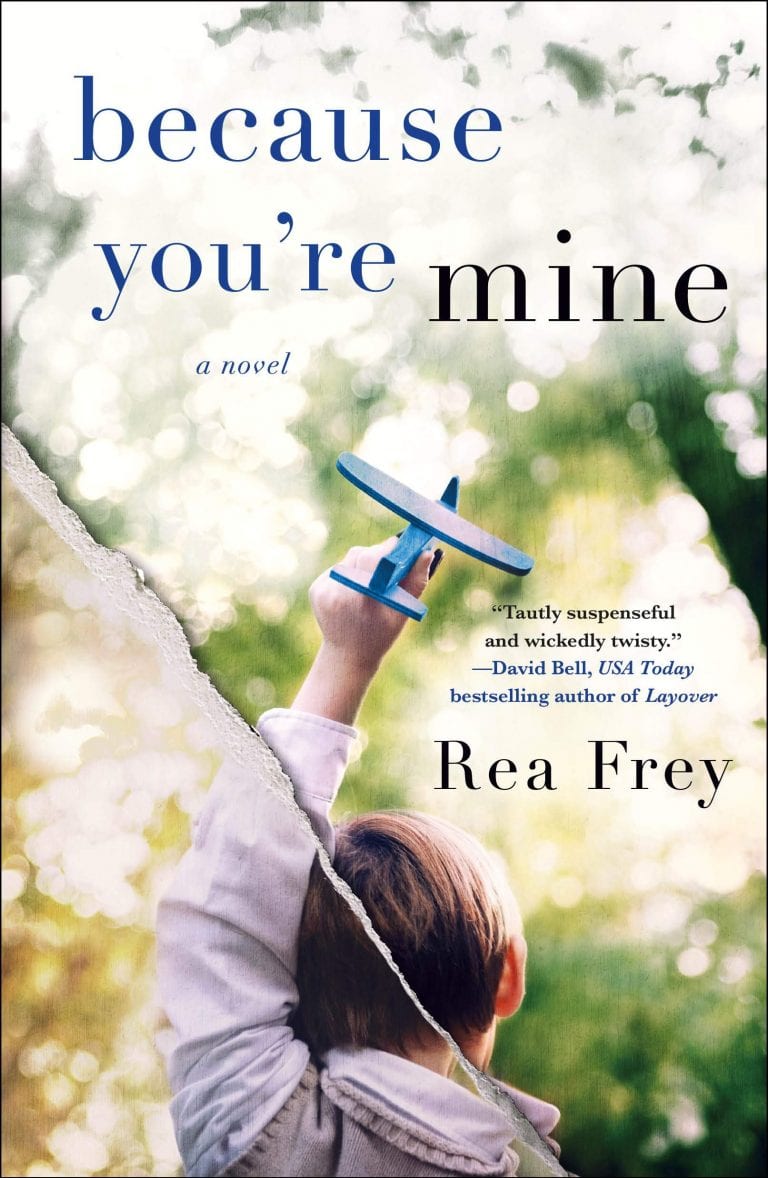 because
you’re mine
a novel
“Tautly suspenseful
and wickedly twisty.”
—David Bell, USA Today
bestselling author of Layover
Rea Frey